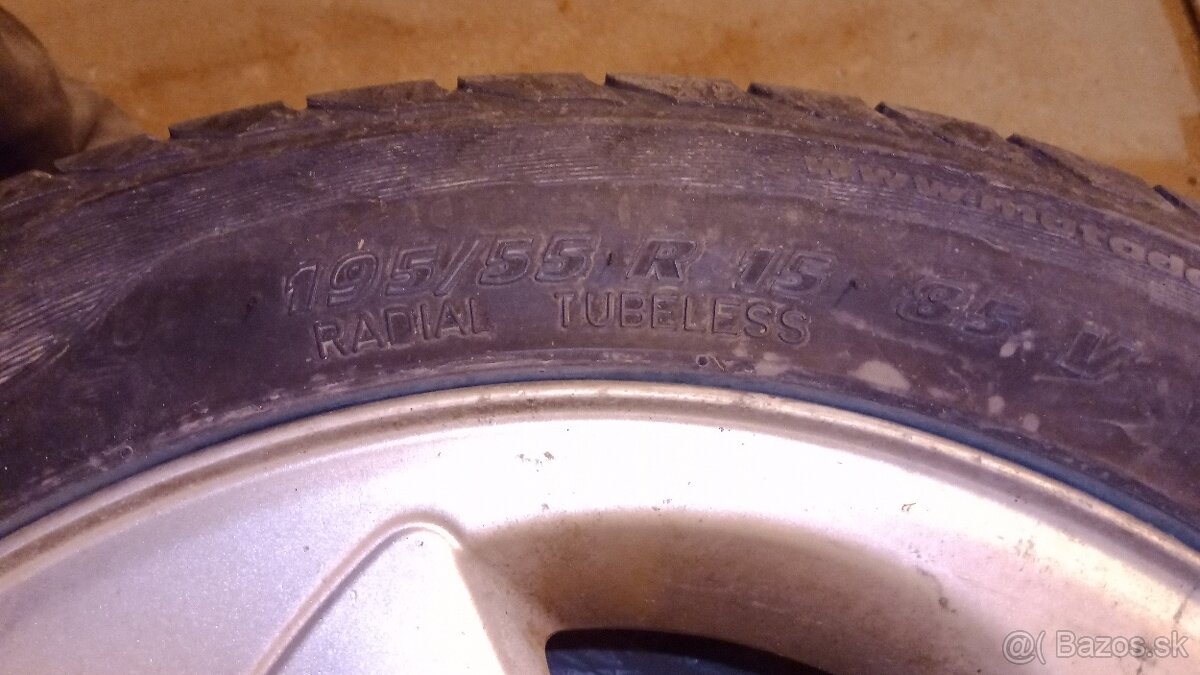 195/55 R 15 85 V
RADIAL TUBELESS
@( Bazos.sk